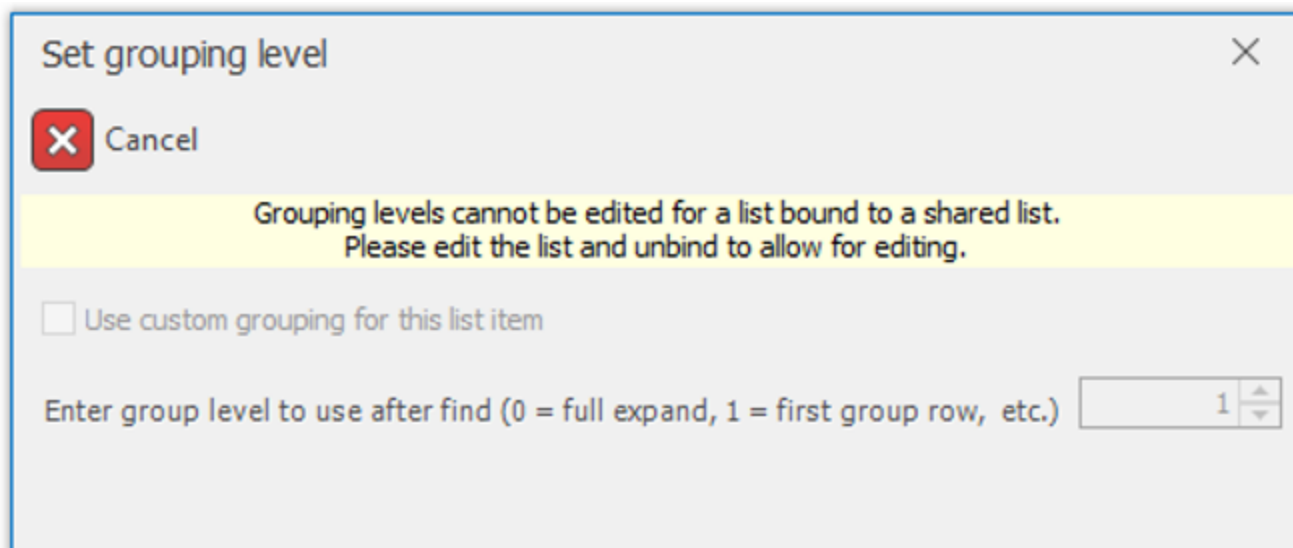 Set grouping level
Cancel
Grouping levels cannot be edited for a list bound to a shared list.
Please edit the list and unbind to allow for editing.
Use custom grouping for this list item
Enter group level to use after find (0 = full expand, 1 = first group row,  etc.) 1